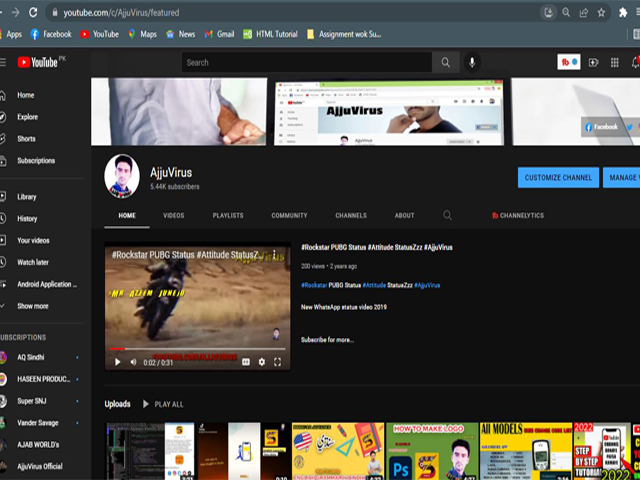 youtube.com/c/AjjuVirus/featured
Apps Facebook YouTube Maps News Gmail HTML Tutorial Assignment wok Su...
YouTube PK
Search
AjjuVirus
Facebook
Home
Explore
Shorts
Subscriptions
AjjuVirus
5.44K subscribers
CUSTOMIZE CHANNEL
MANAGE
HOME VIDEOS PLAYLISTS COMMUNITY CHANNELS ABOUT CHANNELYTICS
Library
History
Your videos
Watch later
Android Application ...
Show more
#Rockstar PUBG Status #Attitude StatusZ...
MR AZEEM JUNEJO
0:02 / 0:31
#Rockstar PUBG Status #Attitude StatusZzz #AjjuVirus
200 views • 2 years ago
#Rockstar PUBG Status #Attitude StatusZzz #AjjuVirus
New WhatsApp status video 2019
Subscribe for more...
SUBSCRIPTIONS
AQ Sindhi
HASEEN PRODUC...
Super SNJ
Vander Savage
AJAB WORLD's
AjjuVirus Official
Uploads PLAY ALL
HOW TO MAKE LOGO
Ps
All MODELS
2022
STEP BY STEP
TUTORIAL
2022